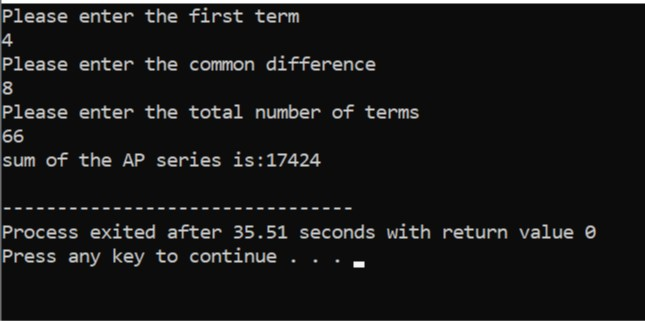 Please enter the first term
4
Please enter the common difference
8
Please enter the total number of terms
66
sum of the AP series is:17424
--------------------------------
Process exited after 35.51 seconds with return value 0
Press any key to continue . . .